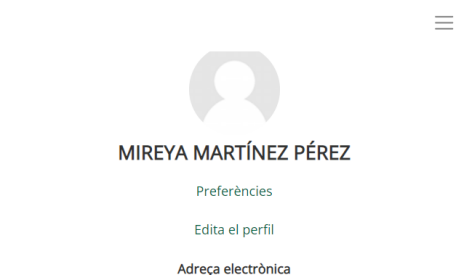 MIREYA MARTÍNEZ PÉREZ
Preferències
Edita el perfil
Adreça electrònica